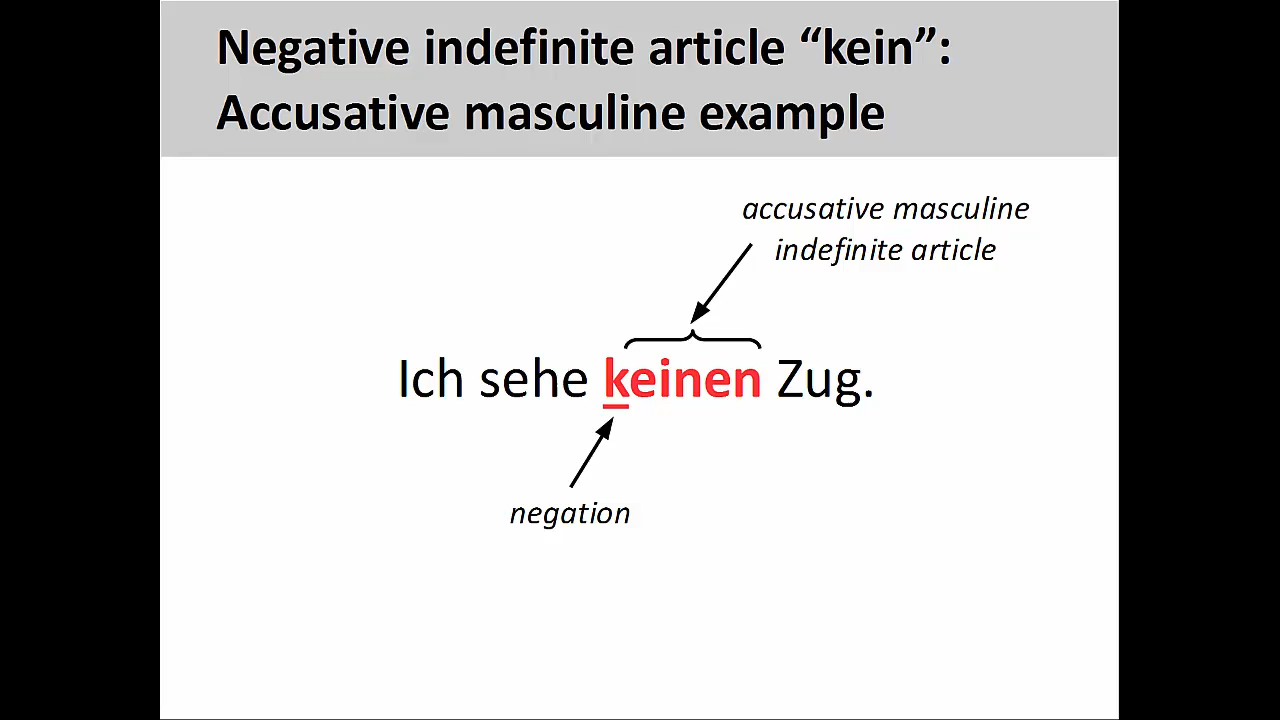 Negative indefinite article “kein”:
Accusative masculine example
accusative masculine
indefinite article
Ich sehe keinen Zug.
negation